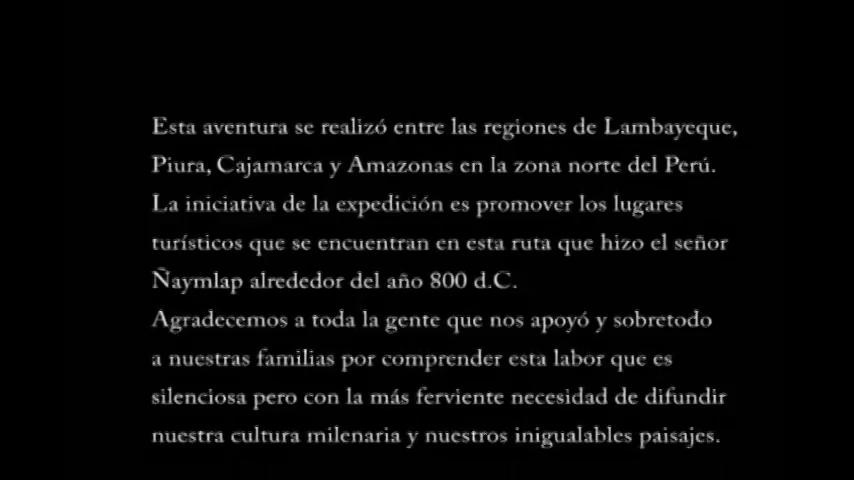 Esta aventura se realizó entre las regiones de Lambayeque,
Piura, Cajamarca y Amazonas en la zona norte del Perú.
La iniciativa de la expedición es promover los lugares
turísticos que se encuentran en esta ruta que hizo el señor
Ñaymlap alrededor del año 800 d.C.
Agradecemos a toda la gente que nos apoyó y sobretodo
a nuestras familias por comprender esta labor que es
silenciosa pero con la más ferviente necesidad de difundir
nuestra cultura milenaria y nuestros inigualables paisajes.